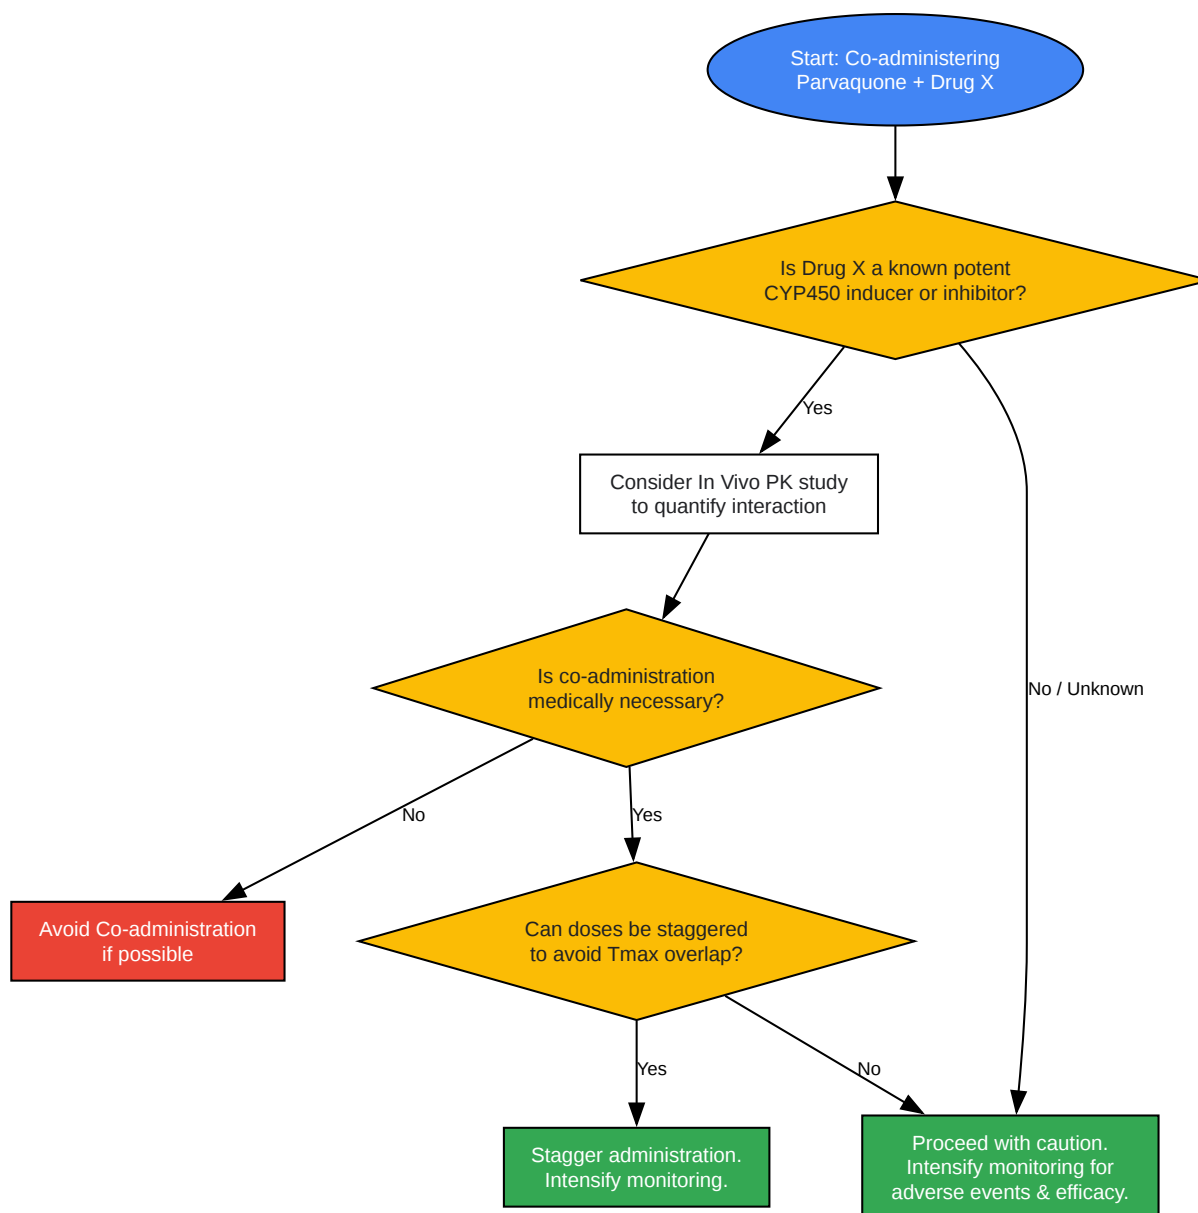 Start: Co-administering
Parvaquone + Drug X
Is Drug X a known potent
CYP450 inducer or inhibitor?
Yes
Consider In Vivo PK study
to quantify interaction
Is co-administration
medically necessary?
No / Unknown
No
Yes
Avoid Co-administration
if possible
Can doses be staggered
to avoid Tmax overlap?
Yes
No
Stagger administration.
Intensify monitoring.
Proceed with caution.
Intensify monitoring for
adverse events & efficacy.